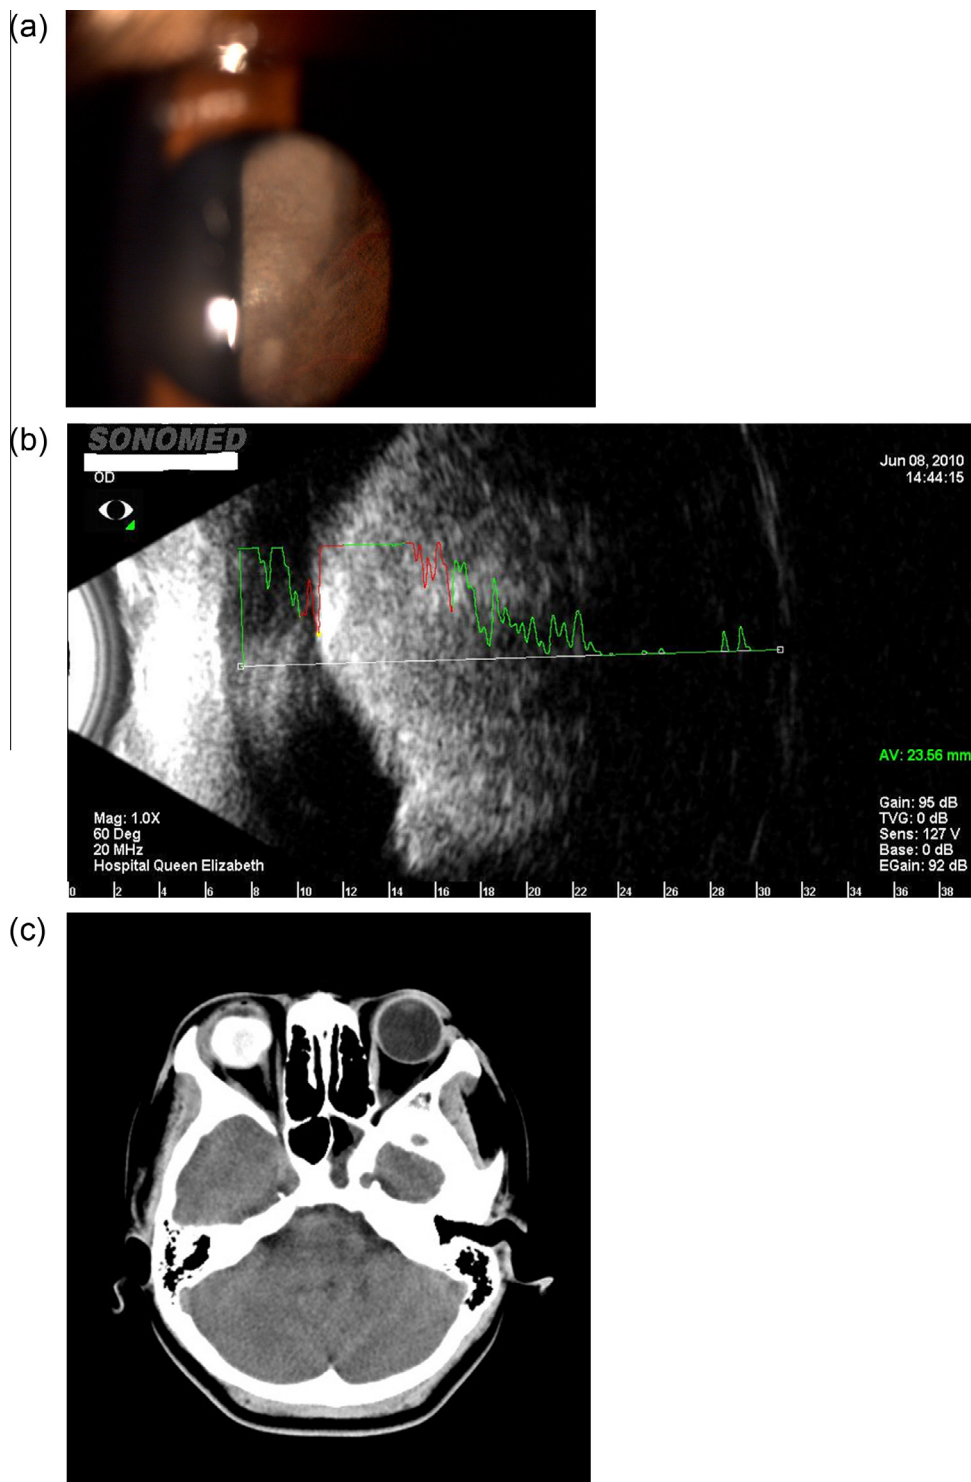 (a)
(b)
SONOMED
OD
Jun 08, 2010
14:44:15
AV: 23.56 mm
Mag: 1.0X
60 Deg
20 MHz
Hospital Queen Elizabeth
Gain: 95 dB
TVG: 0 dB
Sens: 127 V
Base: 0 dB
EGain: 92 dB
0 2 4 6 8 10 12 14 16 18 20 22 24 26 28 30 32 34 36 38
(c)